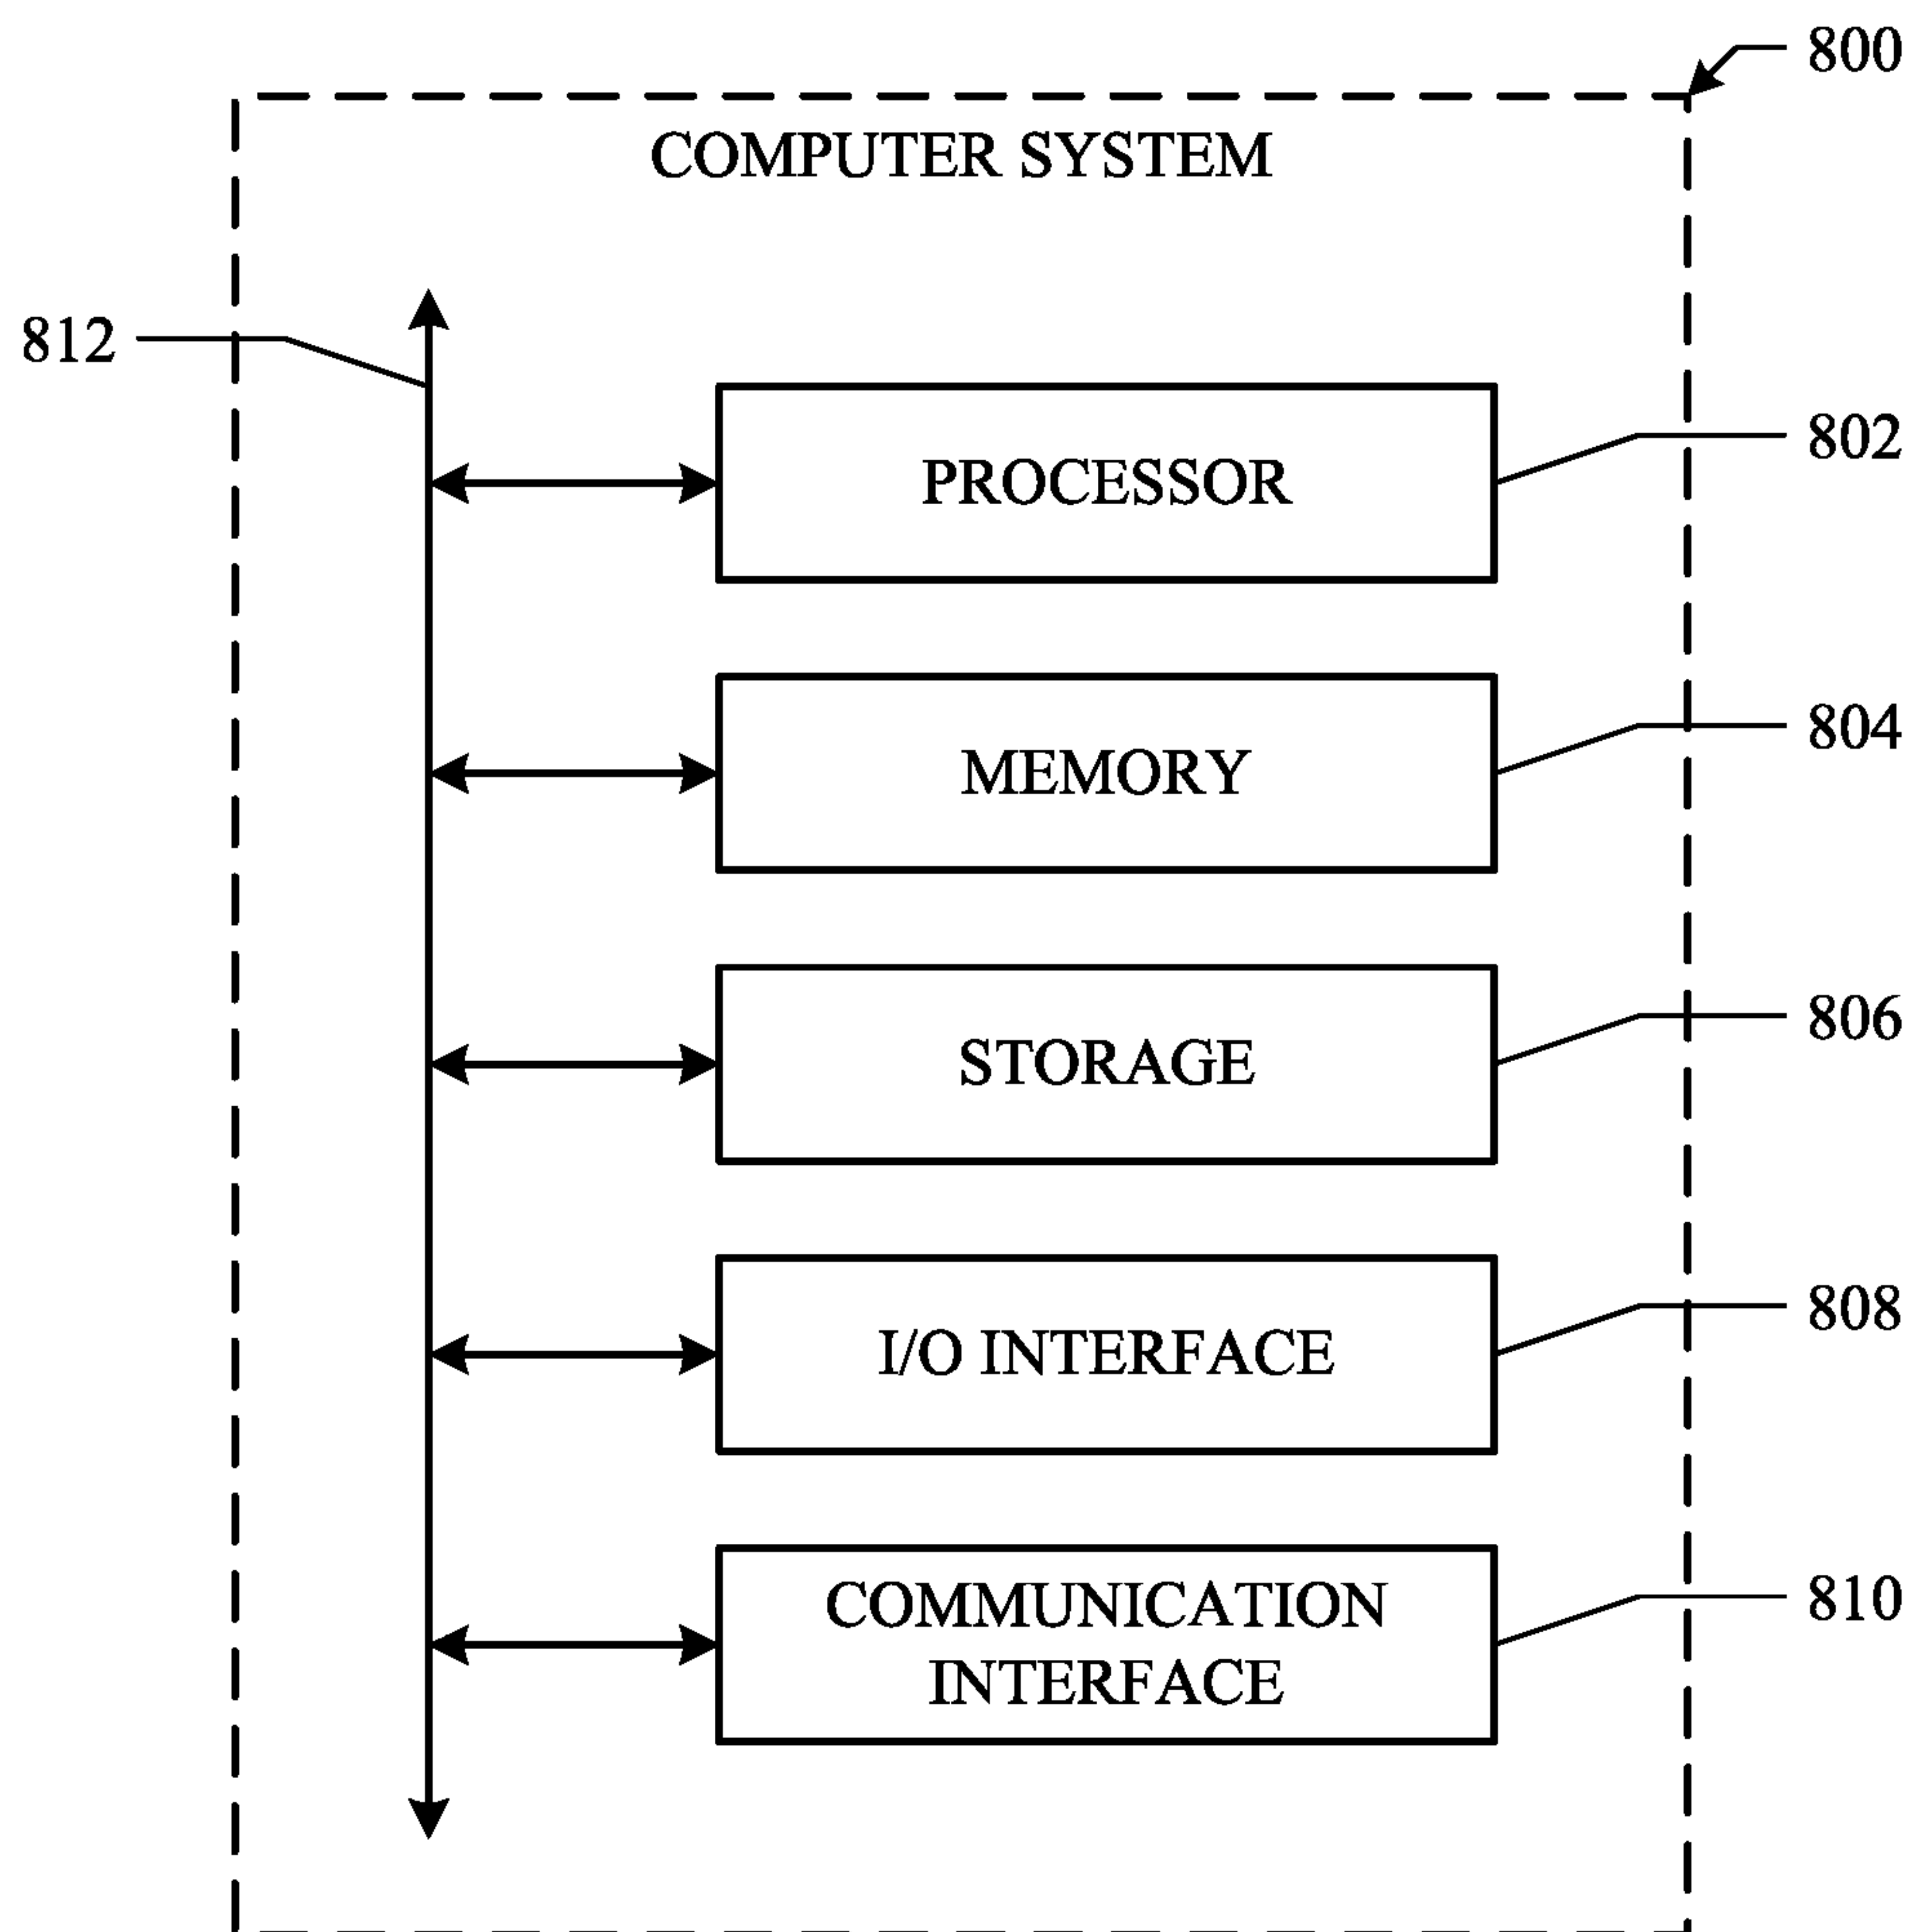 800
COMPUTER SYSTEM
812
802
PROCESSOR
804
MEMORY
806
STORAGE
808
I/O INTERFACE
810
COMMUNICATION
INTERFACE